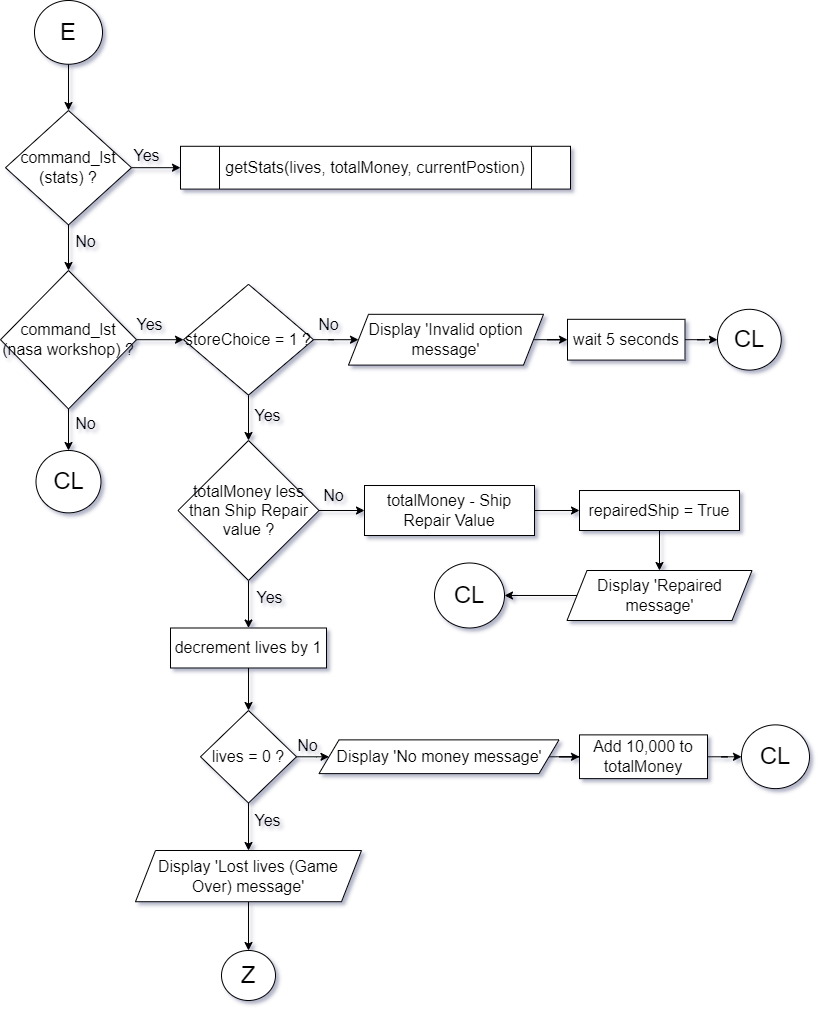 E
command_lst
(stats) ?
Yes
getStats(lives, totalMoney, currentPostion)
No
command_lst
(nasa workshop) ?
Yes
storeChoice = 1 ?
No
Display 'Invalid option
message'
wait 5 seconds
CL
No
CL
Yes
totalMoney less
than Ship Repair
value ?
No
totalMoney - Ship
Repair Value
repairedShip = True
Display 'Repaired
message'
CL
Yes
decrement lives by 1
lives = 0 ?
No
Display 'No money message'
Add 10,000 to
totalMoney
CL
Yes
Display 'Lost lives (Game
Over) message'
Z